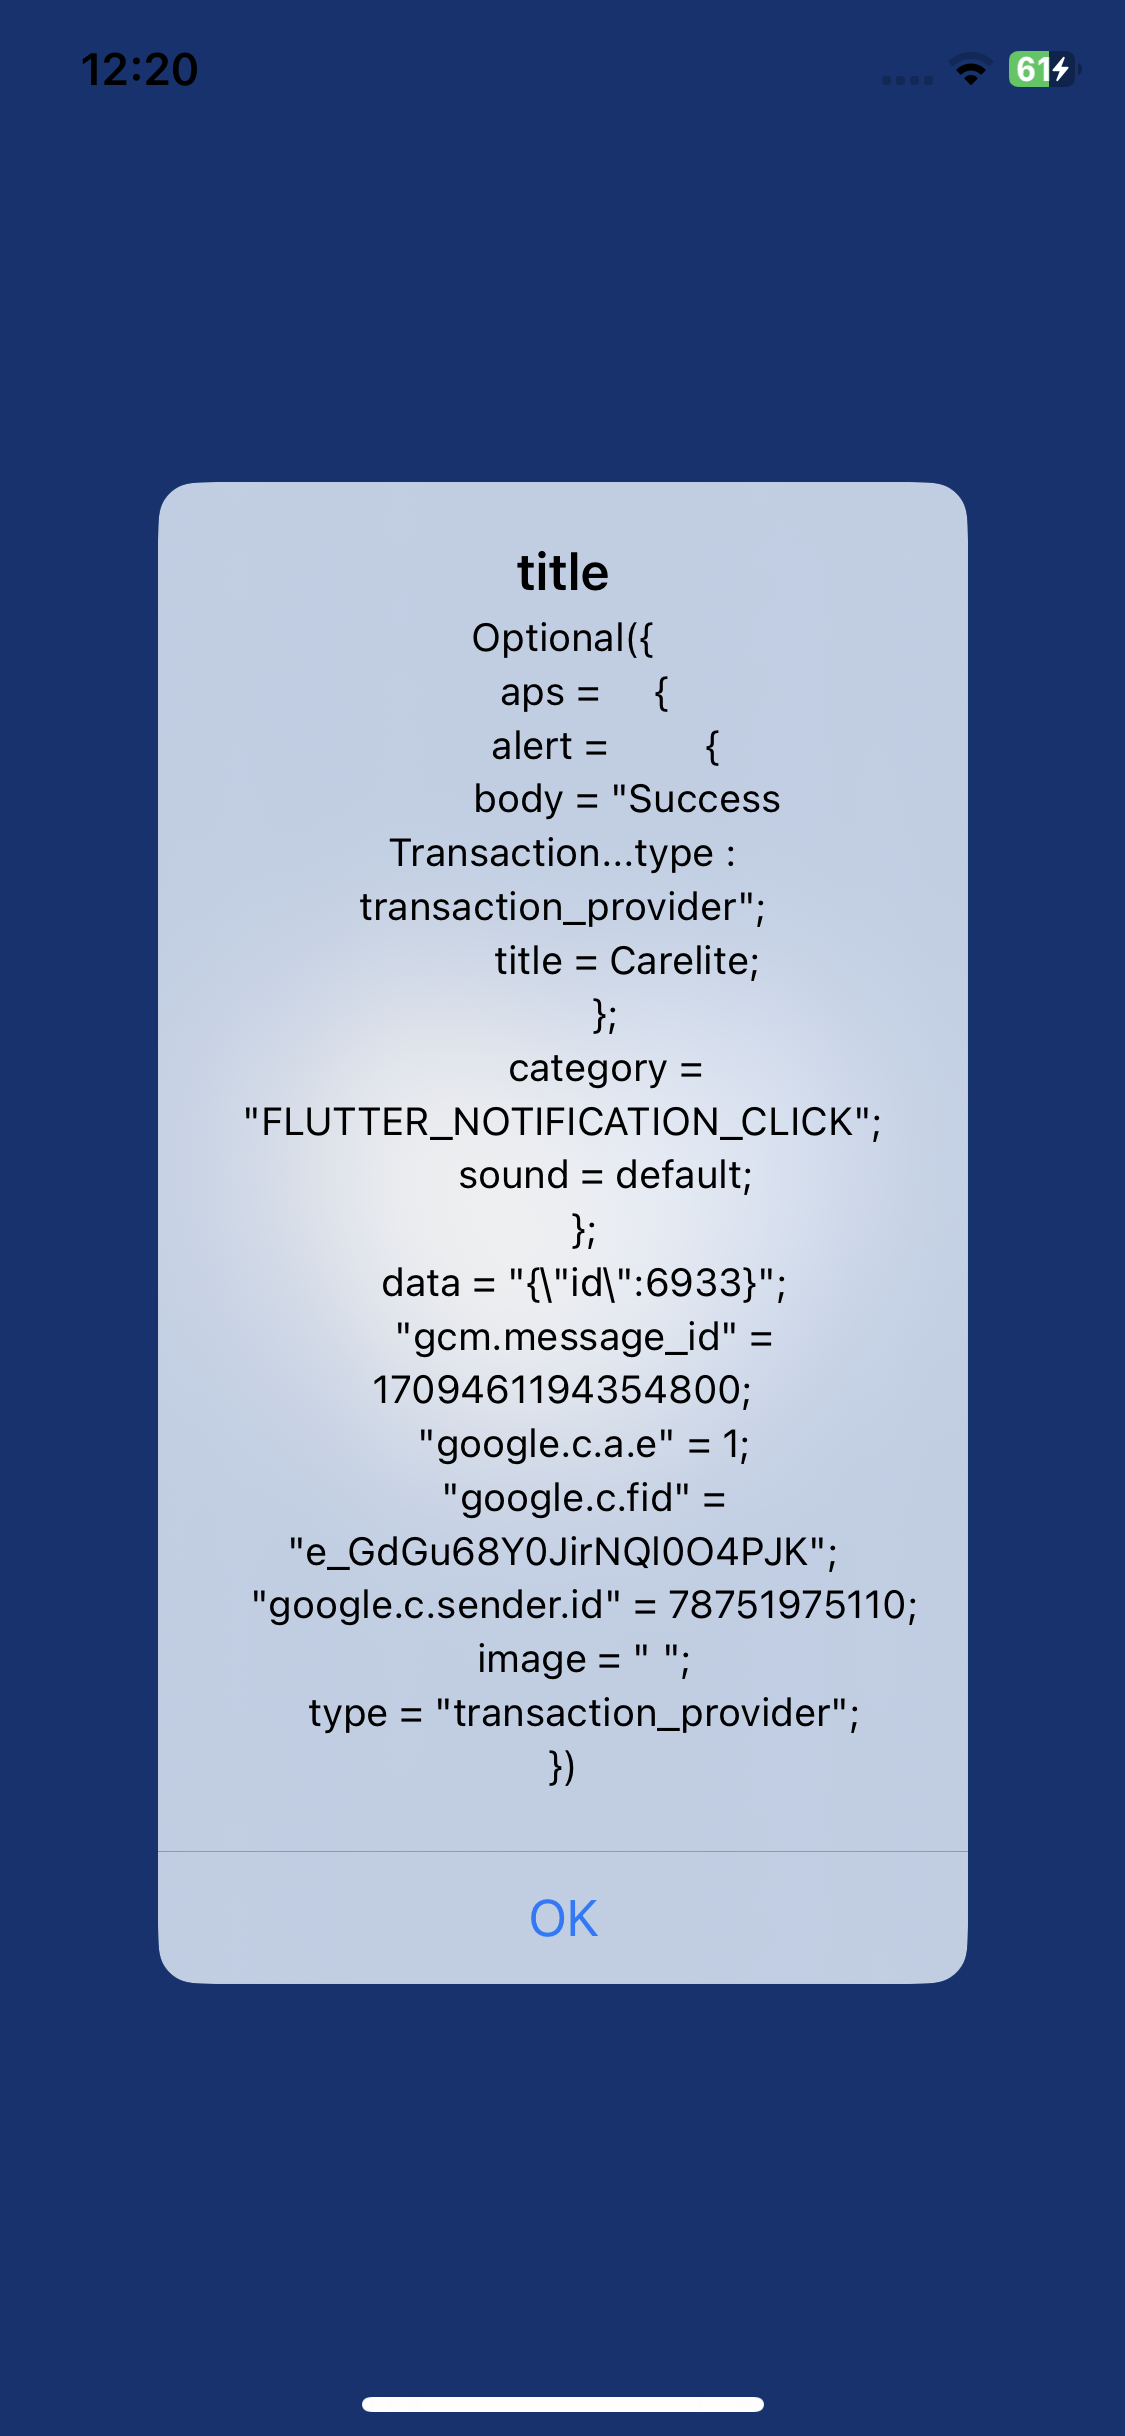 12:20
61
title
Optional({
aps = {
alert = {
body = "Success
Transaction...type :
transaction_provider";
title = Carelite;
};
category =
"FLUTTER_NOTIFICATION_CLICK";
sound = default;
};
data = "{\"id\":6933}";
"gcm.message_id" =
1709461194354800;
"google.c.a.e" = 1;
"google.c.fid" =
"e_GdGu68Y0JirNQl0O4PJK";
"google.c.sender.id" = 78751975110;
image = " ";
type = "transaction_provider";
})
OK